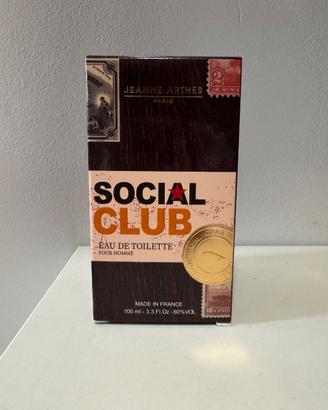 JEANNE ARTHES
PARIS
2
SOCIAL
CLUB
EAU DE TOILETTE
POUR HOMME
MADE IN FRANCE
100 ml - 3.3 Fl.Oz - 80%VOL